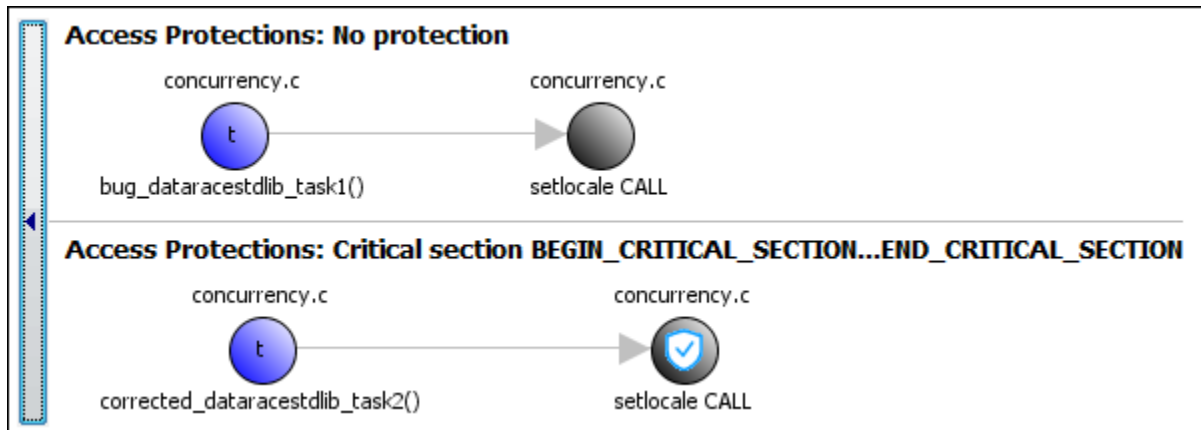 Access Protections: No protection
concurrency.c concurrency.c
t
bug_dataracestdlib_task1() setlocale CALL
Access Protections: Critical section BEGIN_CRITICAL_SECTION...END_CRITICAL_SECTION
concurrency.c concurrency.c
t
corrected_dataracestdlib_task2() setlocale CALL